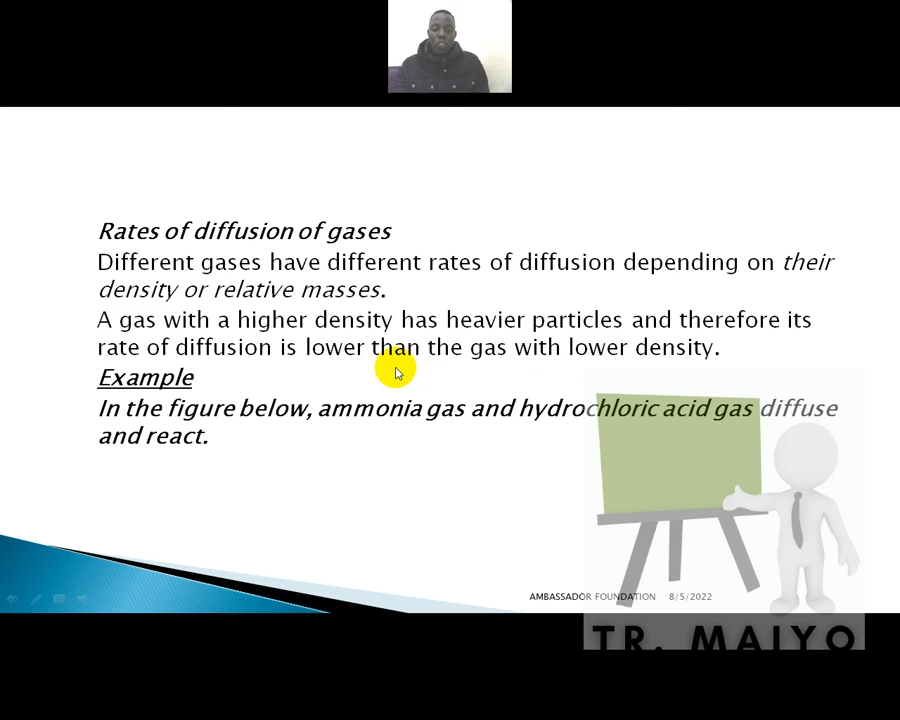 Rates of diffusion of gases
Different gases have different rates of diffusion depending on their
density or relative masses.
A gas with a higher density has heavier particles and therefore its
rate of diffusion is lower than the gas with lower density.
Example
In the figure below, ammonia gas and hydrochloric acid gas diffuse
and react.
AMBASSADOR FOUNDATION 8/5/2022
TR. MAIYO